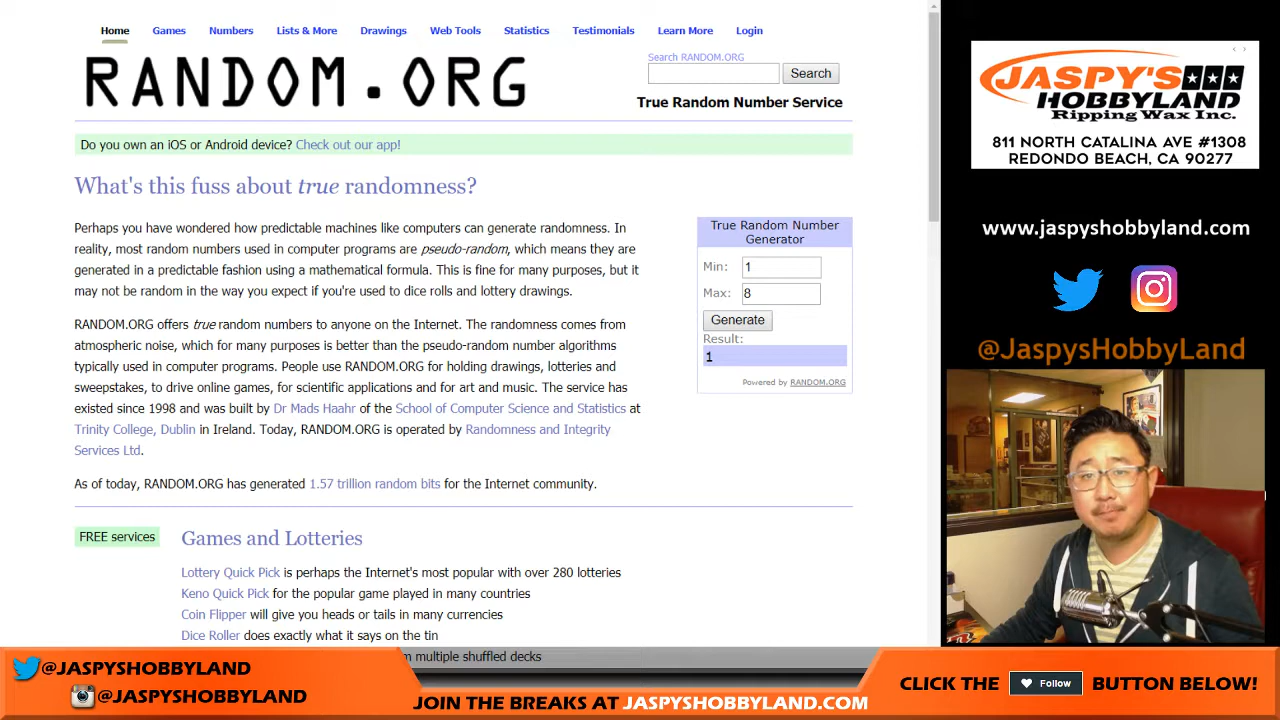 Home Games Numbers Lists & More Drawings Web Tools Statistics Testimonials Learn More Login
RANDOM.ORG
Search RANDOM.ORG
Search
True Random Number Service
Do you own an iOS or Android device? Check out our app!
What's this fuss about true randomness?
Perhaps you have wondered how predictable machines like computers can generate randomness. In
reality, most random numbers used in computer programs are pseudo-random, which means they are
generated in a predictable fashion using a mathematical formula. This is fine for many purposes, but it
may not be random in the way you expect if you're used to dice rolls and lottery drawings.
RANDOM.ORG offers true random numbers to anyone on the Internet. The randomness comes from
atmospheric noise, which for many purposes is better than the pseudo-random number algorithms
typically used in computer programs. People use RANDOM.ORG for holding drawings, lotteries and
sweepstakes, to drive online games, for scientific applications and for art and music. The service has
existed since 1998 and was built by Dr Mads Haahr of the School of Computer Science and Statistics at
Trinity College, Dublin in Ireland. Today, RANDOM.ORG is operated by Randomness and Integrity
Services Ltd.
As of today, RANDOM.ORG has generated 1.57 trillion random bits for the Internet community.
True Random Number
Generator
Min: 1
Max: 8
Generate
Result:
1
Powered by RANDOM.ORG
FREE services
Games and Lotteries
Lottery Quick Pick is perhaps the Internet's most popular with over 280 lotteries
Keno Quick Pick for the popular game played in many countries
Coin Flipper will give you heads or tails in many currencies
Dice Roller does exactly what it says on the tin
m multiple shuffled decks
JASPY'S
HOBBYLAND
Ripping Wax Inc.
811 NORTH CATALINA AVE #1308
REDONDO BEACH, CA 90277
www.jaspyshobbyland.com
@JaspysHobbyLand
@JASPYSHOBBYLAND
@JASPYSHOBBYLAND
JOIN THE BREAKS AT JASPYSHOBBYLAND.COM
CLICK THE Follow BUTTON BELOW!